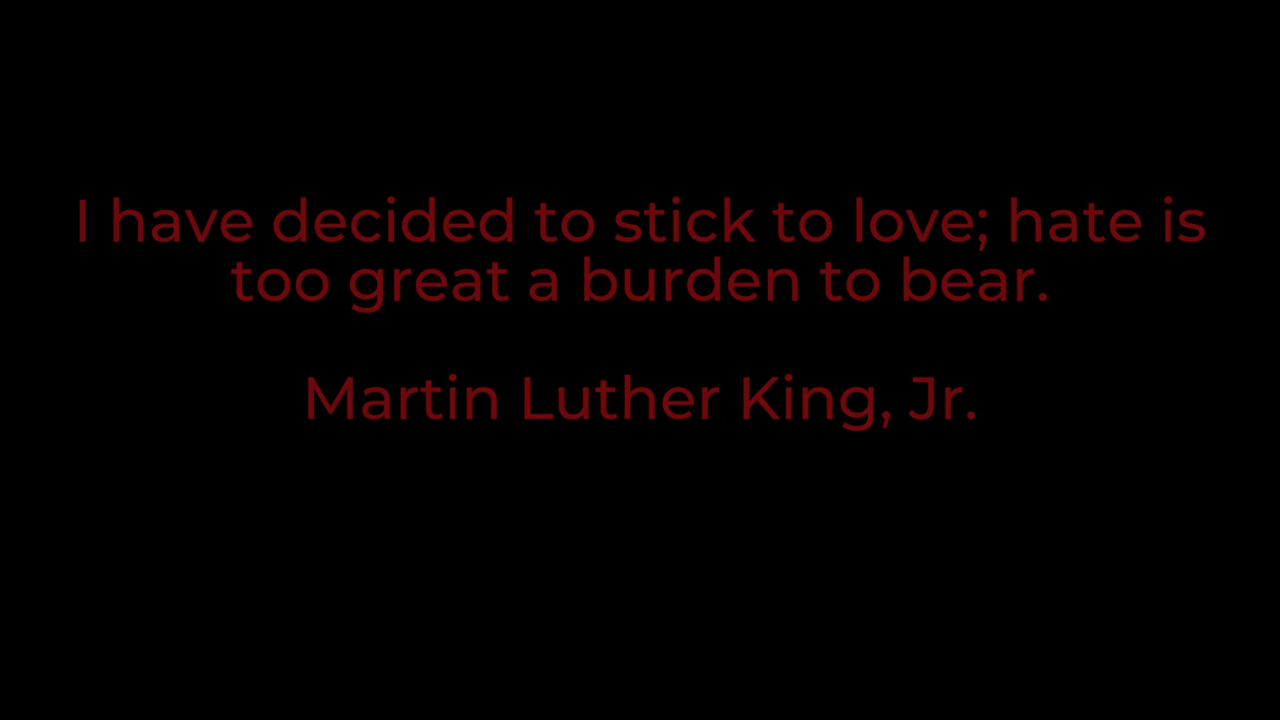 I have decided to stick to love; hate is
too great a burden to bear.
Martin Luther King, Jr.